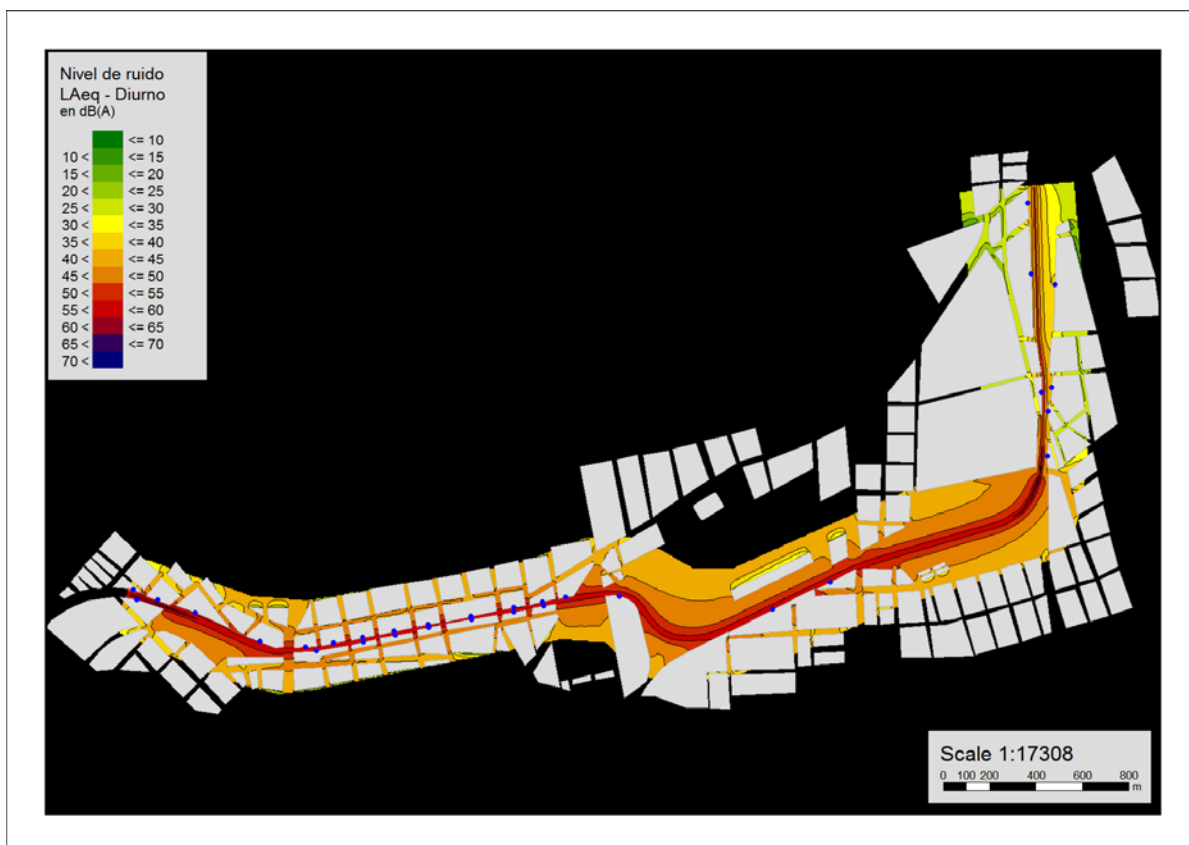 Nivel de ruido
LAeq - Diurno
en dB(A)
<= 10
10 < <= 15
15 < <= 20
20 < <= 25
25 < <= 30
30 < <= 35
35 < <= 40
40 < <= 45
45 < <= 50
50 < <= 55
55 < <= 60
60 < <= 65
65 < <= 70
70 <
Scale 1:17308
0 100 200 400 600 800
m